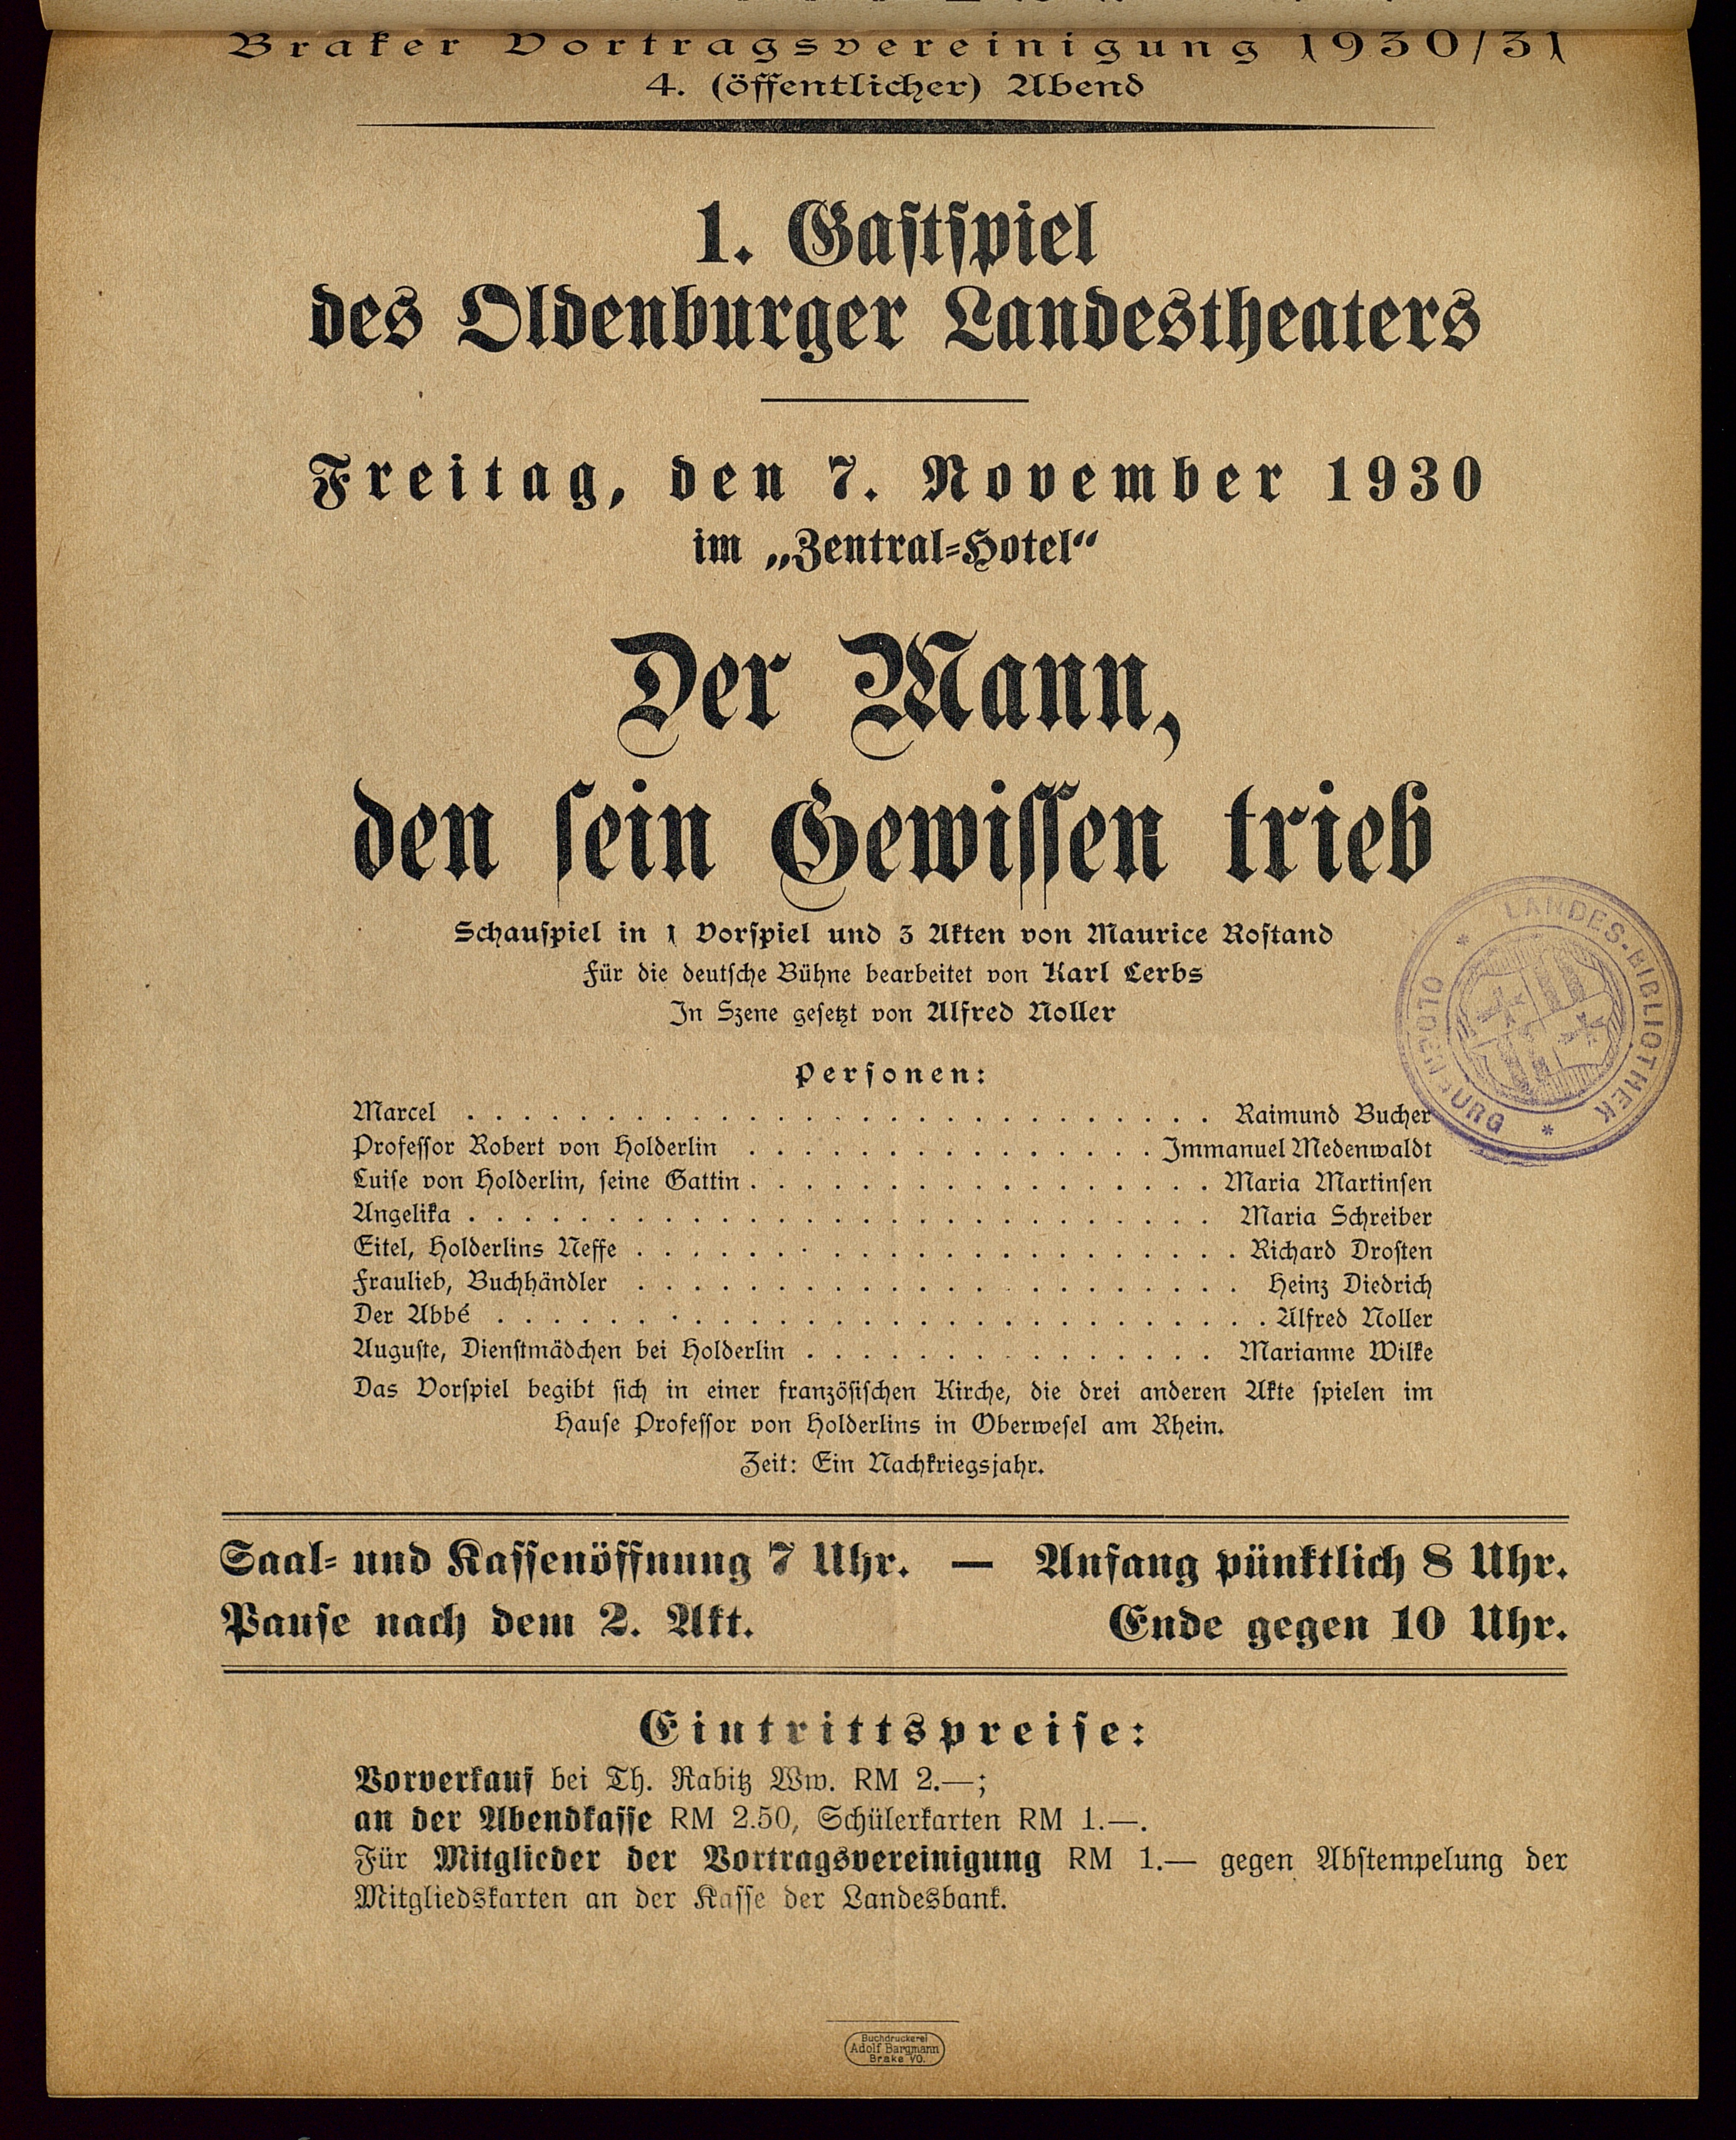 Braker Vortragsvereinigung 1930/31
4. (öffentlicher) Abend
1. Gastspiel
des Oldenburger Landestheaters
Freitag, den 7. November 1930
im „Zentral-Hotel“
Der Mann,
den sein Gewissen trieb
Schauspiel in 1 Vorspiel und 3 Akten von Maurice Rostand
Für die deutsche Bühne bearbeitet von Karl Lerbs
In Szene gesetzt von Alfred Noller
Personen:
Marcel . . . . . . . . . . . . . . . . . . . . . . . . . . . Raimund Bucher
Professor Robert von Holderlin . . . . . . . . . . . . . . . Immanuel Medenwaldt
Luise von Holderlin, seine Gattin . . . . . . . . . . . . . . . . . Maria Martinsen
Angelika . . . . . . . . . . . . . . . . . . . . . . . . . . . Maria Schreiber
Eitel, Holderlins Neffe . . . . . . . . . . . . . . . . . . . . . . Richard Drosten
Fraulieb, Buchhändler . . . . . . . . . . . . . . . . . . . . . . Heinz Diedrich
Der Abbé . . . . . . . . . . . . . . . . . . . . . . . . . . . . Alfred Noller
Auguste, Dienstmädchen bei Holderlin . . . . . . . . . . . . . . . Marianne Wilke
Das Vorspiel begibt sich in einer französischen Kirche, die drei anderen Akte spielen im
Hause Professor von Holderlins in Oberwesel am Rhein.
Zeit: Ein Nachkriegsjahr.
LANDES-BIBLIOTHEK * OLDENBURG *
Saal- und Kassenöffnung 7 Uhr. — Anfang pünktlich 8 Uhr.
Pause nach dem 2. Akt. Ende gegen 10 Uhr.
Eintrittspreise:
Vorverkauf bei Th. Rabitz Ww. RM 2.—;
an der Abendkasse RM 2.50, Schülerkarten RM 1.—.
Für Mitglieder der Vortragsvereinigung RM 1.— gegen Abstempelung der
Mitgliedskarten an der Kasse der Landesbank.
Buchdruckerei
Adolf Bargmann
Brake i/O.